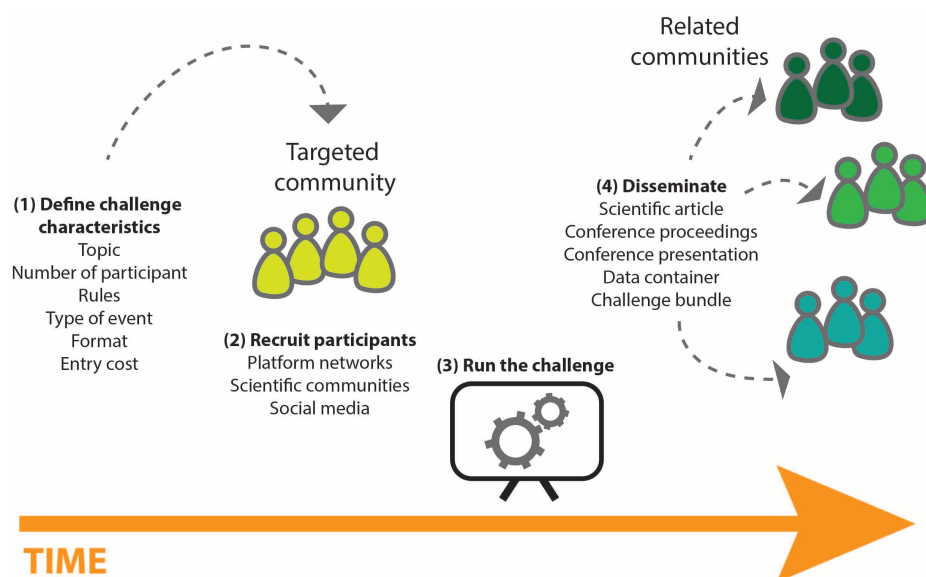 (1) Define challenge
characteristics
Topic
Number of participant
Rules
Type of event
Format
Entry cost
Targeted
community
(2) Recruit participants
Platform networks
Scientific communities
Social media
(3) Run the challenge
(4) Disseminate
Scientific article
Conference proceedings
Conference presentation
Data container
Challenge bundle
Related
communities
TIME